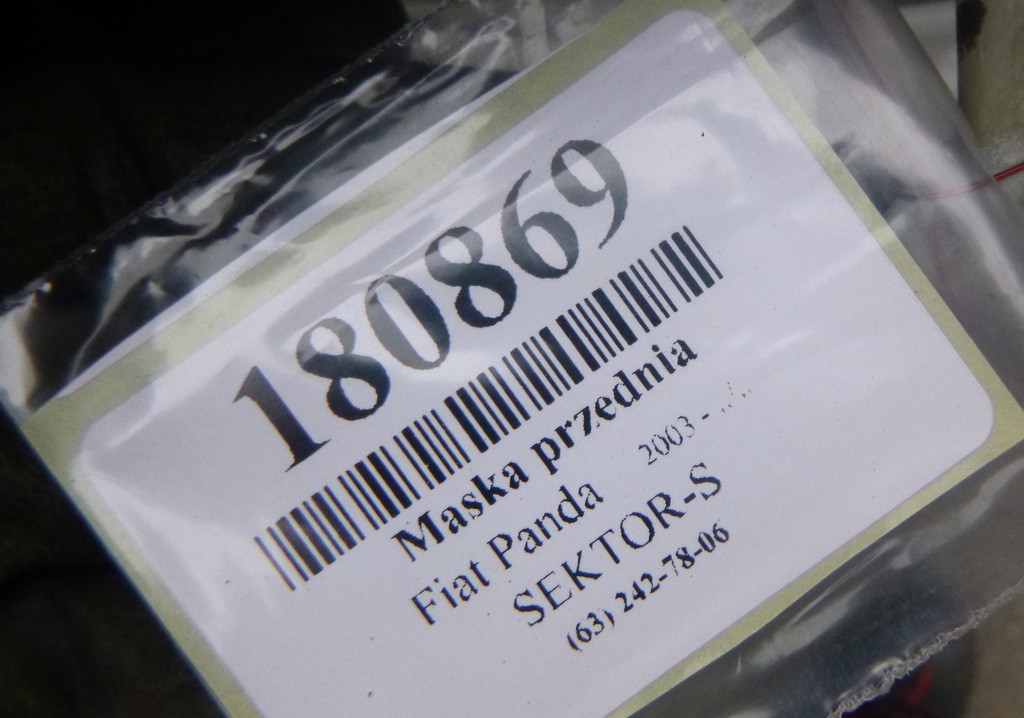 180869
Maska przednia
Fiat Panda 2003 -
SEKTOR-S
(63) 242-78-06